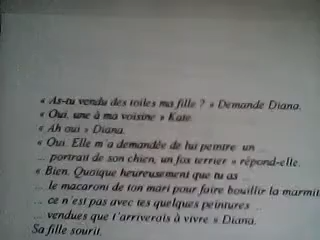 « As-tu vendu des toiles ma fille ? » Demande Diana.
« Oui, une à ma voisine » Kate.
« Ah oui » Diana.
« Oui. Elle m'a demandée de lui peintre un ...
... portrait de son chien, un fox terrier » répond-elle.
« Bien. Quoique heureusement que tu as ...
... le macaroni de ton mari pour faire bouillir la marmit
... ce n'est pas avec tes quelques peintures ...
... vendues que t'arriverais à vivre » Diana.
Sa fille sourit.